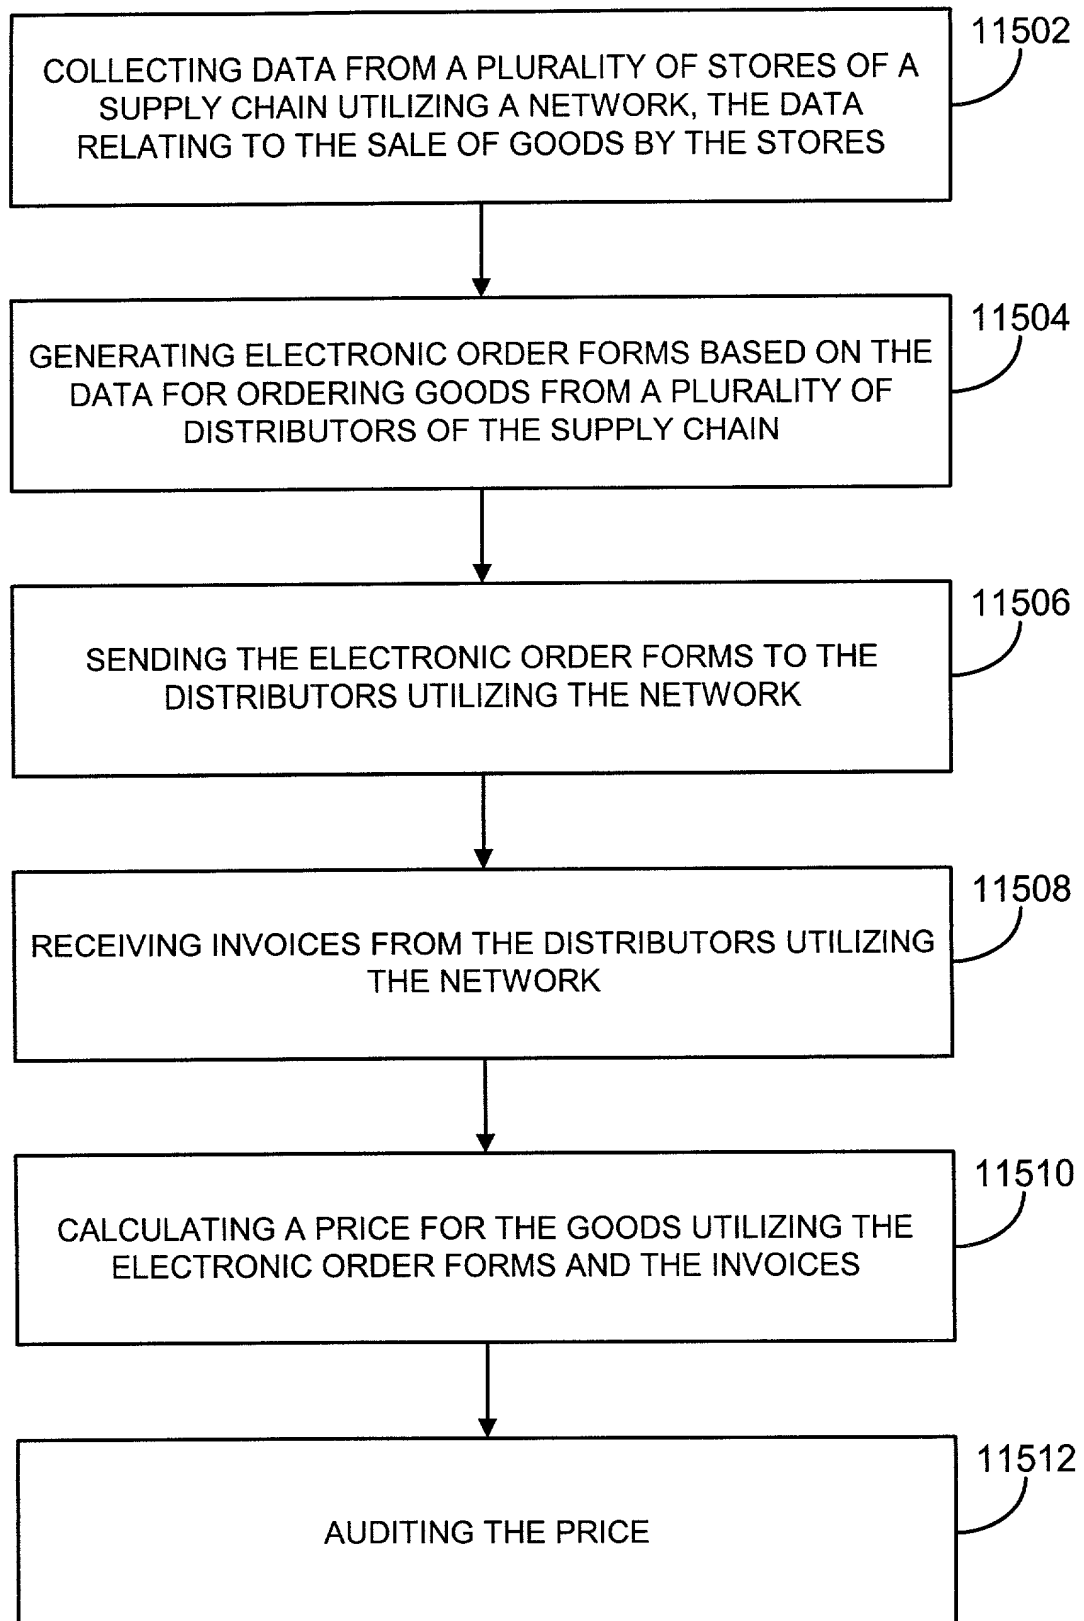 11502
COLLECTING DATA FROM A PLURALITY OF STORES OF A
SUPPLY CHAIN UTILIZING A NETWORK, THE DATA
RELATING TO THE SALE OF GOODS BY THE STORES
11504
GENERATING ELECTRONIC ORDER FORMS BASED ON THE
DATA FOR ORDERING GOODS FROM A PLURALITY OF
DISTRIBUTORS OF THE SUPPLY CHAIN
11506
SENDING THE ELECTRONIC ORDER FORMS TO THE
DISTRIBUTORS UTILIZING THE NETWORK
11508
RECEIVING INVOICES FROM THE DISTRIBUTORS UTILIZING
THE NETWORK
11510
CALCULATING A PRICE FOR THE GOODS UTILIZING THE
ELECTRONIC ORDER FORMS AND THE INVOICES
11512
AUDITING THE PRICE